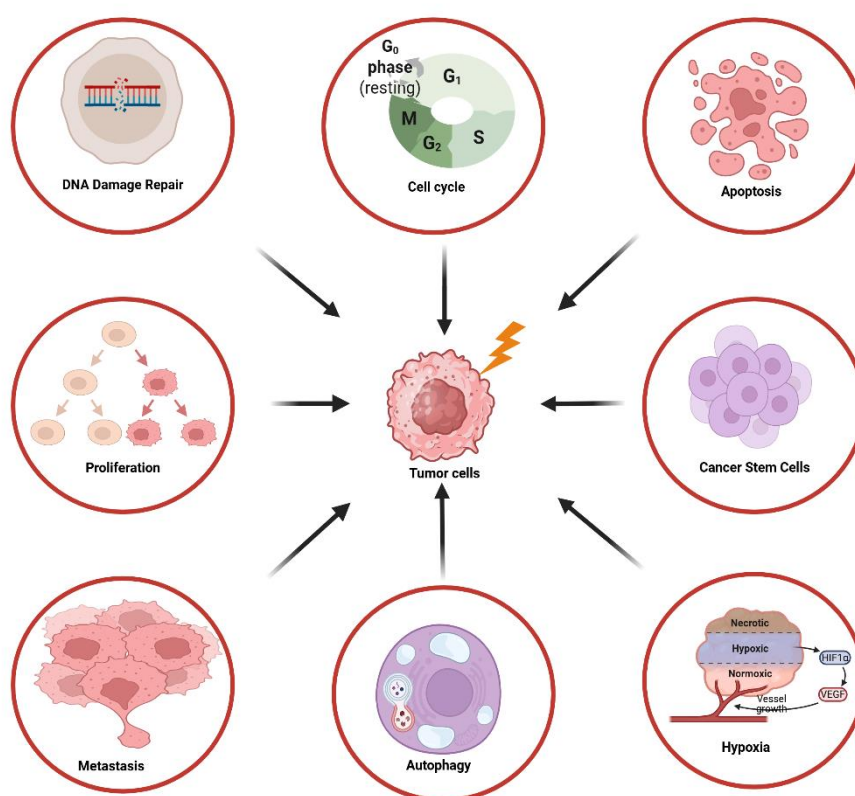 G₀
phase
(resting)
G₁
M
G₂
S
DNA Damage Repair
Cell cycle
Apoptosis
Proliferation
Tumor cells
Cancer Stem Cells
Necrotic
Hypoxic
Normoxic
HIF1α
VEGF
Vessel
growth
Metastasis
Autophagy
Hypoxia